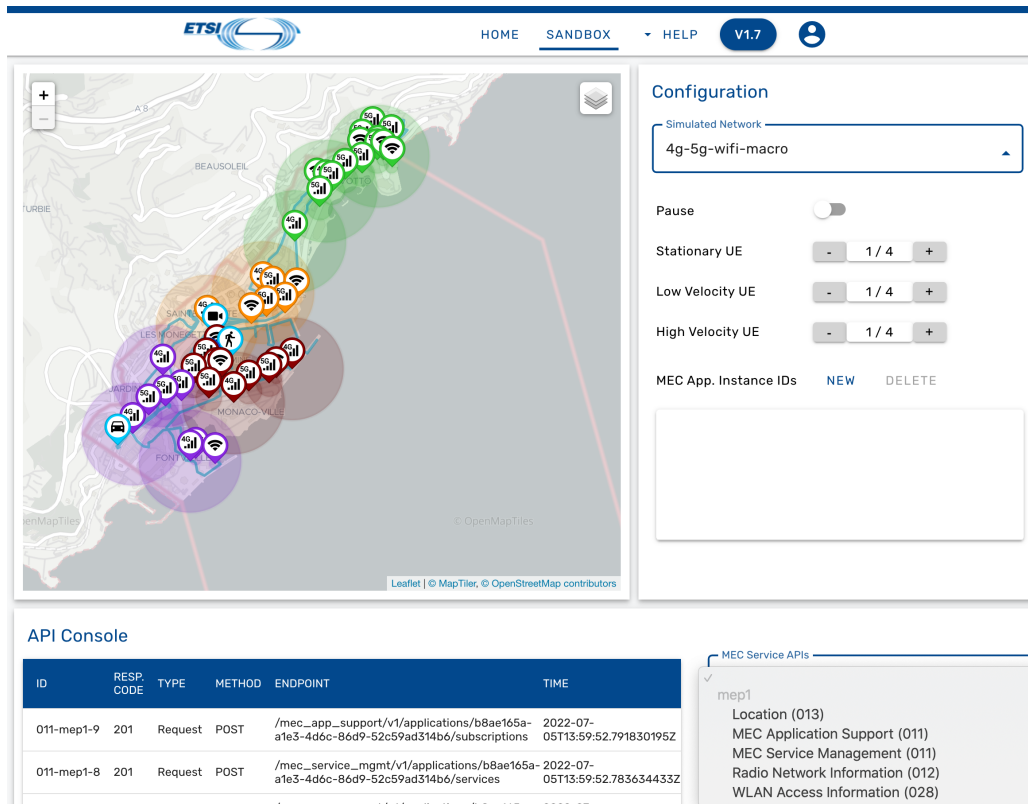 ETSI
HOME
SANDBOX
HELP
V1.7
+
−
A 8
BEAUSOLEIL
TURBIE
MONACO-VILLE
© OpenMapTiles
Leaflet | © MapTiler, © OpenStreetMap contributors
Configuration
Simulated Network
4g-5g-wifi-macro
Pause
Stationary UE
- 1 / 4 +
Low Velocity UE
- 1 / 4 +
High Velocity UE
- 1 / 4 +
MEC App. Instance IDs NEW DELETE
API Console
ID RESP. CODE TYPE METHOD ENDPOINT TIME
011-mep1-9 201 Request POST /mec_app_support/v1/applications/b8ae165a- 2022-07-
a1e3-4d6c-86d9-52c59ad314b6/subscriptions 05T13:59:52.791830195Z
011-mep1-8 201 Request POST /mec_service_mgmt/v1/applications/b8ae165a- 2022-07-
a1e3-4d6c-86d9-52c59ad314b6/services 05T13:59:52.783634433Z
MEC Service APIs
mep1
Location (013)
MEC Application Support (011)
MEC Service Management (011)
Radio Network Information (012)
WLAN Access Information (028)